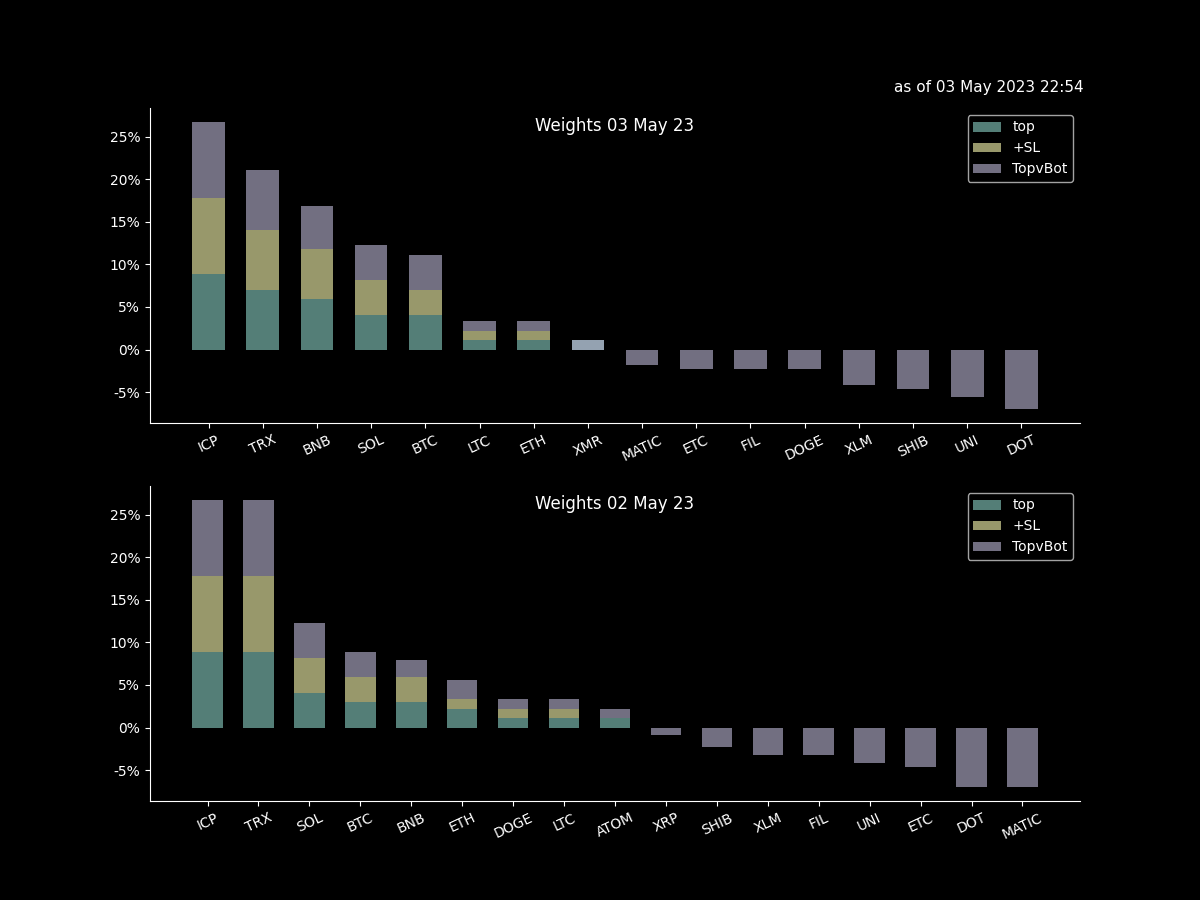 as of 03 May 2023 22:54
Weights 03 May 23
top
+SL
TopvBot
25%
20%
15%
10%
5%
0%
-5%
ICP TRX BNB SOL BTC LTC ETH XMR MATIC ETC FIL DOGE XLM SHIB UNI DOT
Weights 02 May 23
top
+SL
TopvBot
25%
20%
15%
10%
5%
0%
-5%
ICP TRX SOL BTC BNB ETH DOGE LTC ATOM XRP SHIB XLM FIL UNI ETC DOT MATIC